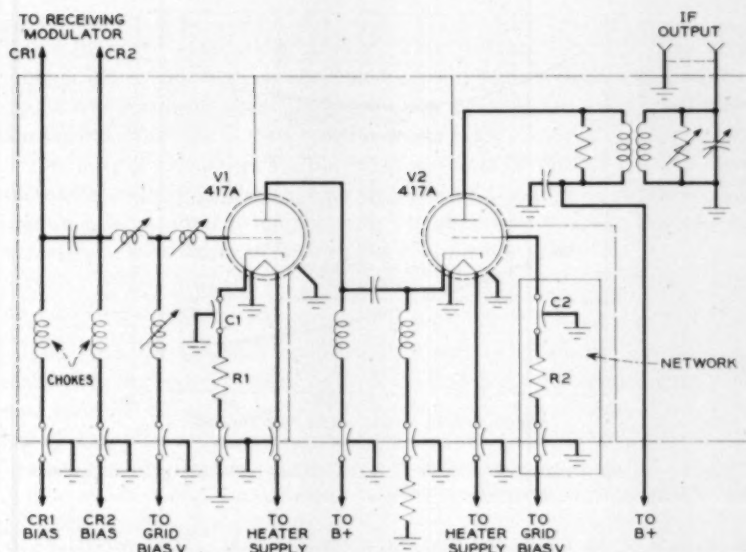 TO RECEIVING
MODULATOR
CR1
CR2
IF
OUTPUT
V1
417A
V2
417A
C1
C2
CHOKES
R1
R2
NETWORK
CR1
BIAS
CR2
BIAS
TO
GRID
BIAS V
TO
HEATER
SUPPLY
TO
B+
TO
HEATER
SUPPLY
TO
GRID
BIAS V
TO
B+